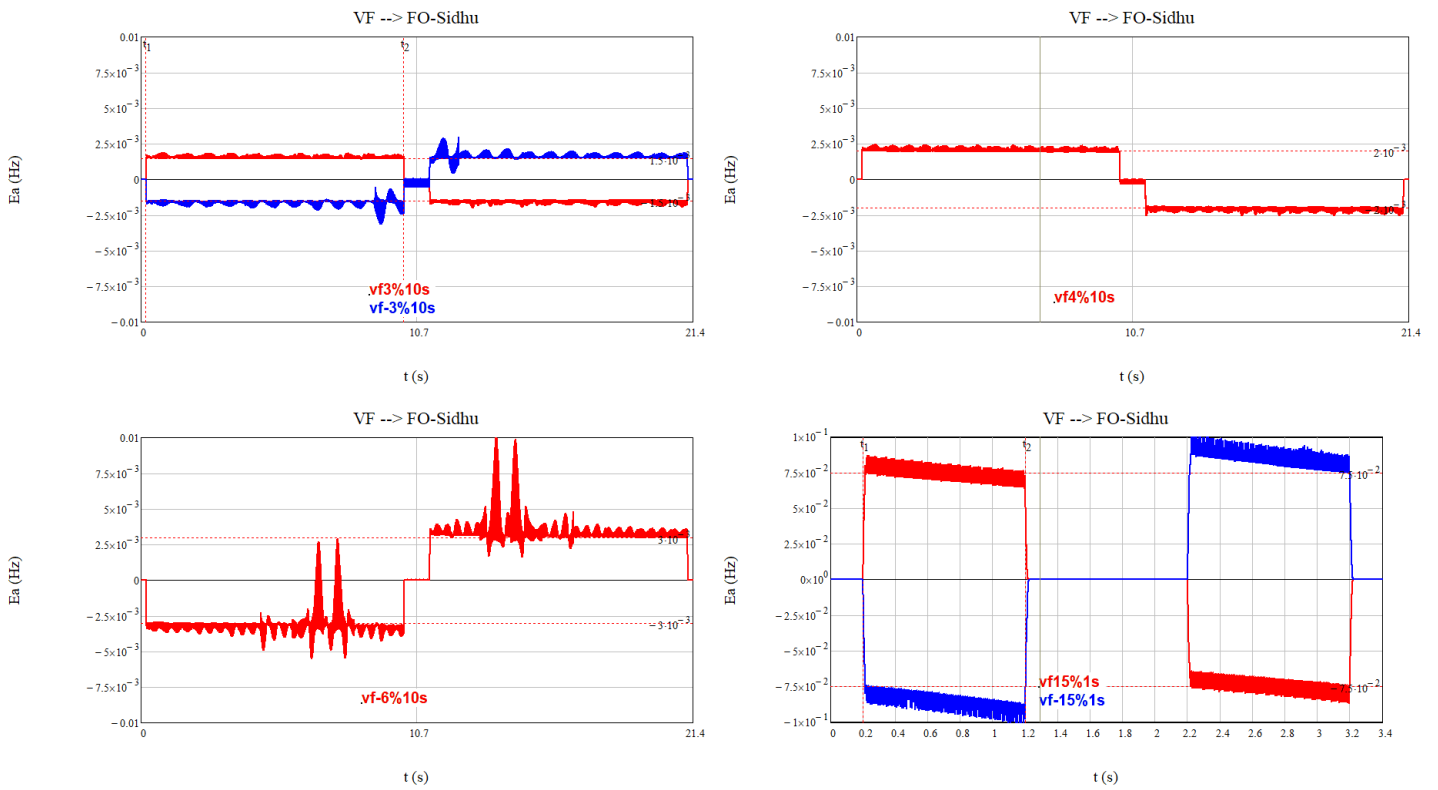 VF --> FO-Sidhu
0.01
7.5×10⁻³
5×10⁻³
2.5×10⁻³
0
−2.5×10⁻³
−5×10⁻³
−7.5×10⁻³
−0.01
Ea (Hz)
t₁
t₂
1.5·10⁻³
−1.5·10⁻³
vf3%10s
vf-3%10s
0 10.7 21.4
t (s)
VF --> FO-Sidhu
0.01
7.5×10⁻³
5×10⁻³
2.5×10⁻³
0
−2.5×10⁻³
−5×10⁻³
−7.5×10⁻³
−0.01
Ea (Hz)
2·10⁻³
−2·10⁻³
vf4%10s
0 10.7 21.4
t (s)
VF --> FO-Sidhu
0.01
7.5×10⁻³
5×10⁻³
2.5×10⁻³
0
−2.5×10⁻³
−5×10⁻³
−7.5×10⁻³
−0.01
Ea (Hz)
3·10⁻³
−3·10⁻³
vf-6%10s
0 10.7 21.4
t (s)
VF --> FO-Sidhu
1×10⁻¹
7.5×10⁻²
5×10⁻²
2.5×10⁻²
0×10⁰
−2.5×10⁻²
−5×10⁻²
−7.5×10⁻²
−1×10⁻¹
Ea (Hz)
t₁
t₂
7.5·10⁻²
−7.5·10⁻²
vf15%1s
vf-15%1s
0 0.2 0.4 0.6 0.8 1 1.2 1.4 1.6 1.8 2 2.2 2.4 2.6 2.8 3 3.2 3.4
t (s)